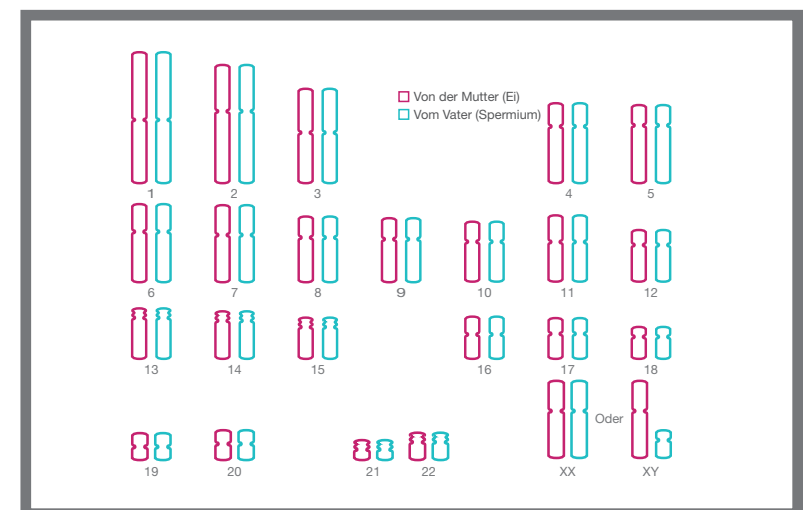 Von der Mutter (Ei)
Vom Vater (Spermium)
1 2 3 4 5
6 7 8 9 10 11 12
13 14 15 16 17 18
Oder
19 20 21 22 XX XY